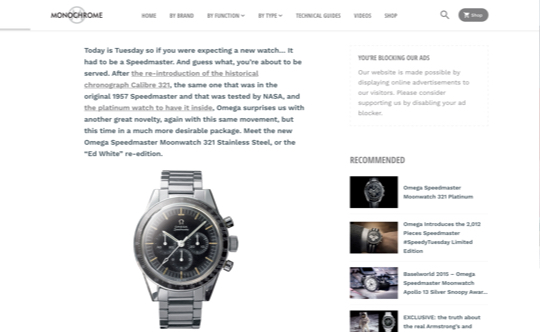 MONOCHROME
HOME BY BRAND BY FUNCTION BY TYPE TECHNICAL GUIDES VIDEOS SHOP
Shop
Today is Tuesday so if you were expecting a new watch... It
had to be a Speedmaster. And guess what, you're about to be
served. After the re-introduction of the historical
chronograph Calibre 321, the same one that was in the
original 1957 Speedmaster and that was tested by NASA, and
the platinum watch to have it inside, Omega surprises us with
another great novelty, again with this same movement, but
this time in a much more desirable package. Meet the new
Omega Speedmaster Moonwatch 321 Stainless Steel, or the
"Ed White" re-edition.
YOU'RE BLOCKING OUR ADS
Our website is made possible by
displaying online advertisements to
our visitors. Please consider
supporting us by disabling your ad
blocker.
RECOMMENDED
Omega Speedmaster
Moonwatch 321 Platinum
Omega Introduces the 2,012
Pieces Speedmaster
#SpeedyTuesday Limited
Edition
Baselworld 2015 – Omega
Speedmaster Moonwatch
Apollo 13 Silver Snoopy Awar...
EXCLUSIVE: the truth about
the real Armstrong's and